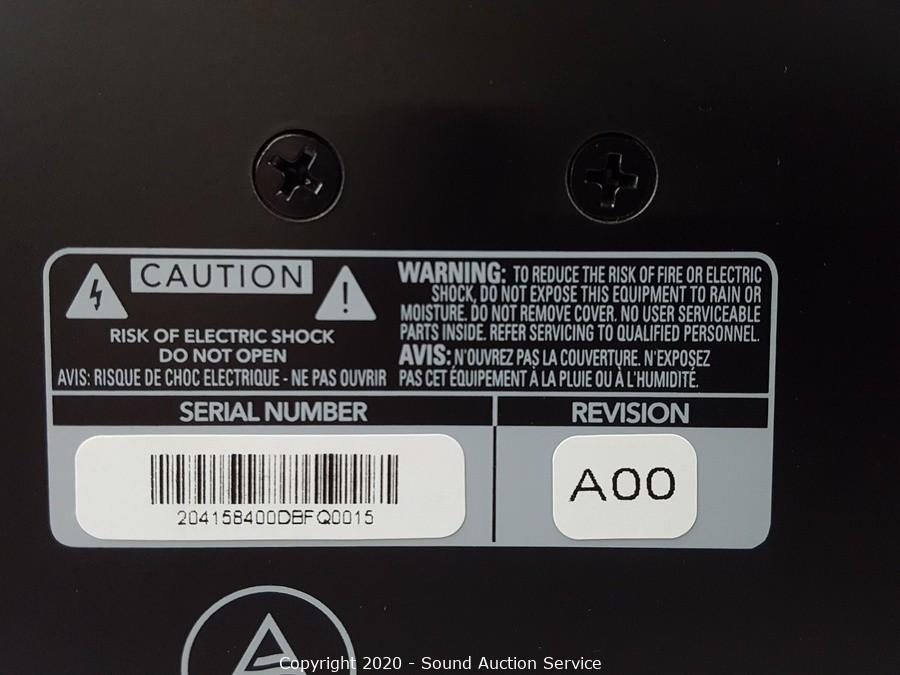 CAUTION
RISK OF ELECTRIC SHOCK
DO NOT OPEN
AVIS: RISQUE DE CHOC ELECTRIQUE - NE PAS OUVRIR
WARNING: TO REDUCE THE RISK OF FIRE OR ELECTRIC
SHOCK, DO NOT EXPOSE THIS EQUIPMENT TO RAIN OR
MOISTURE. DO NOT REMOVE COVER. NO USER SERVICEABLE
PARTS INSIDE. REFER SERVICING TO QUALIFIED PERSONNEL.
AVIS: N'OUVREZ PAS LA COUVERTURE. N'EXPOSEZ
PAS CET ÉQUIPEMENT À LA PLUIE OU À L'HUMIDITÉ.
SERIAL NUMBER
204158400DBFQ0015
REVISION
A00
Copyright 2020 - Sound Auction Service